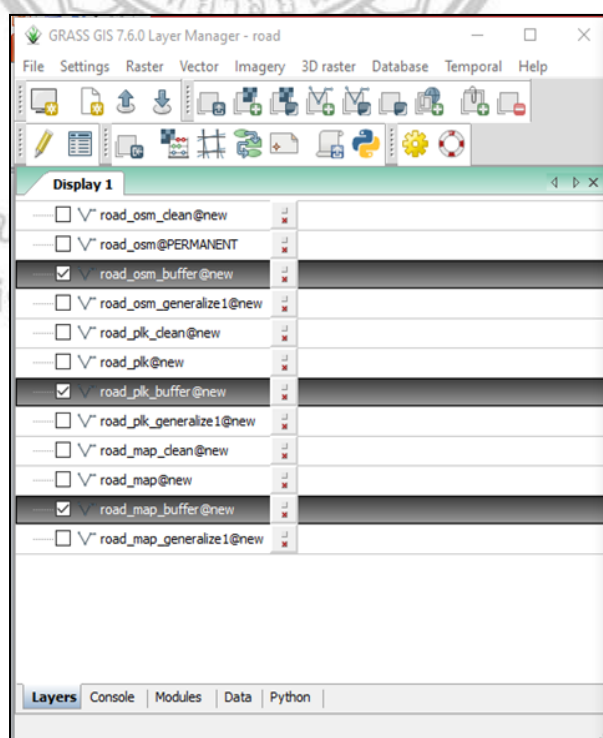 GRASS GIS 7.6.0 Layer Manager - road
File Settings Raster Vector Imagery 3D raster Database Temporal Help
Display 1
road_osm_clean@new
road_osm@PERMANENT
road_osm_buffer@new
road_osm_generalize1@new
road_plk_clean@new
road_plk@new
road_plk_buffer@new
road_plk_generalize1@new
road_map_clean@new
road_map@new
road_map_buffer@new
road_map_generalize1@new
Layers Console Modules Data Python